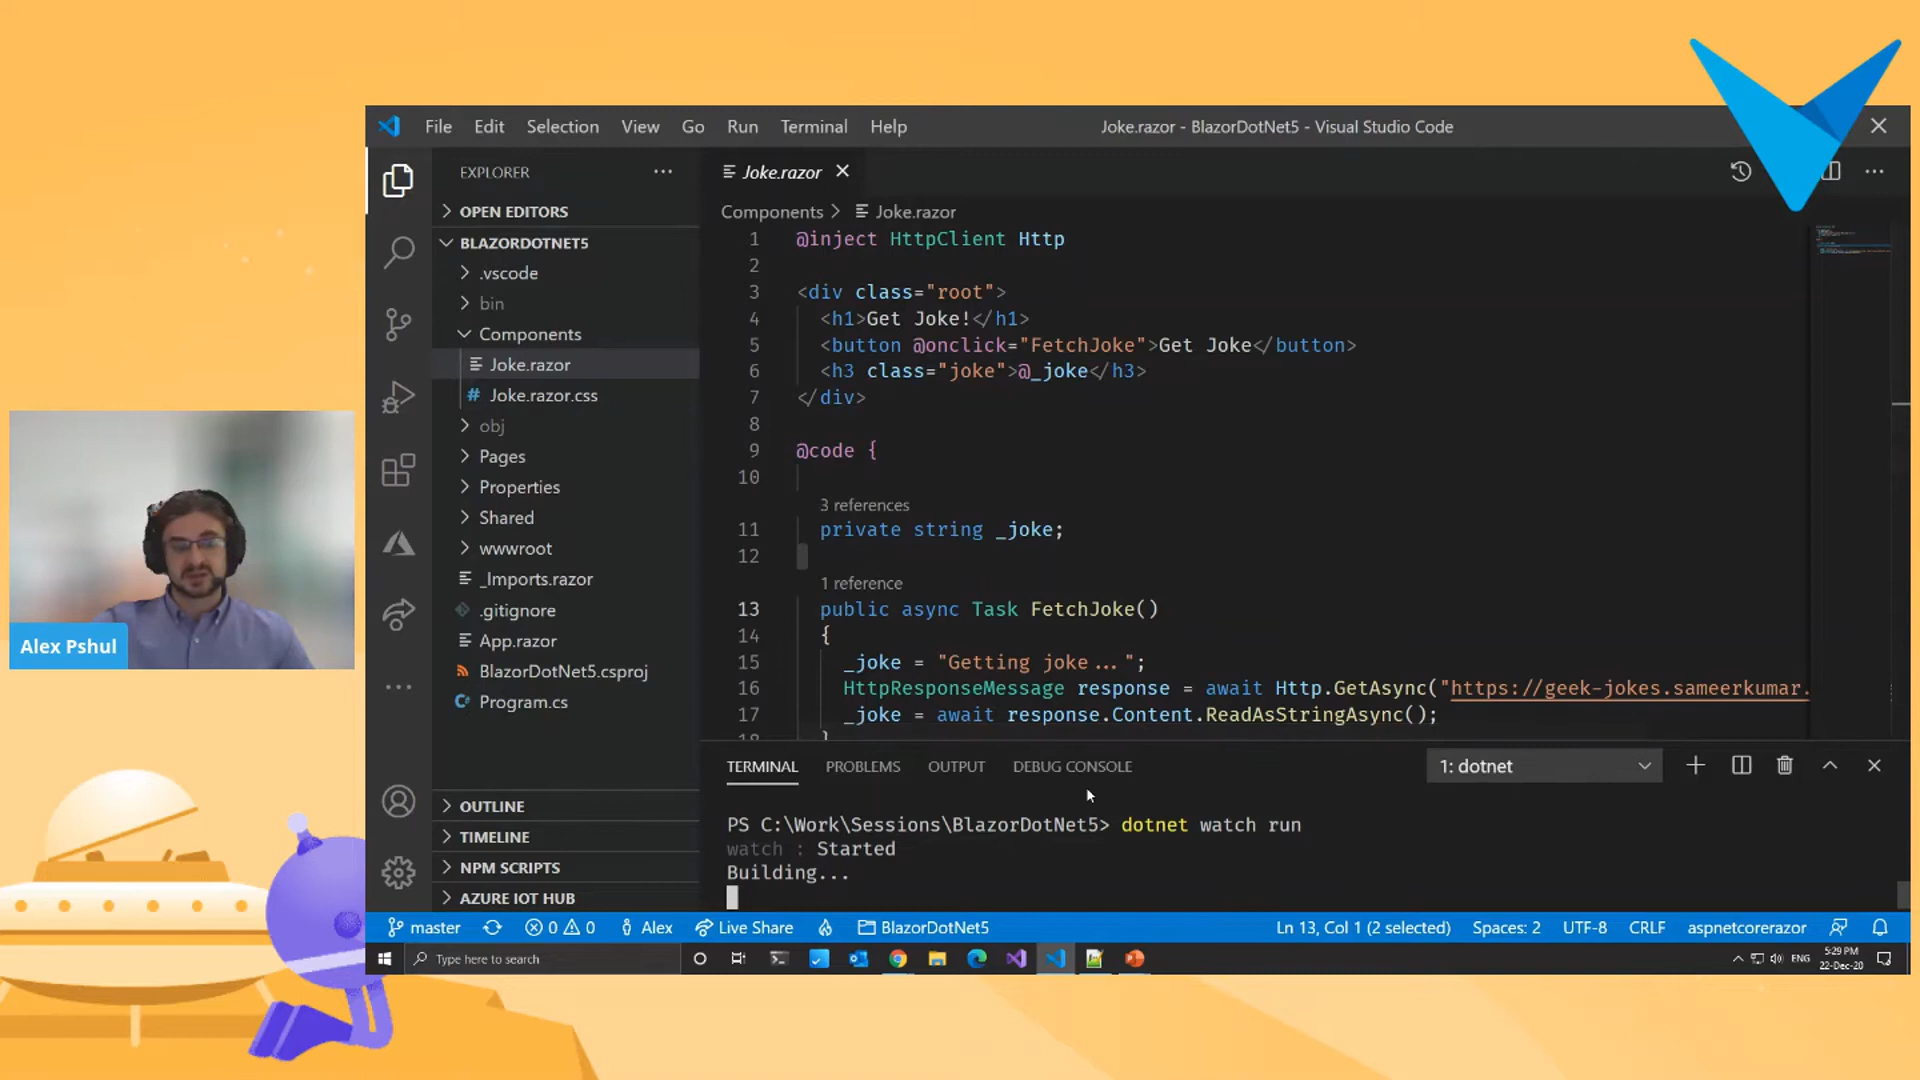 File Edit Selection View Go Run Terminal Help
Joke.razor - BlazorDotNet5 - Visual Studio Code
EXPLORER
OPEN EDITORS
BLAZORDOTNET5
.vscode
bin
Components
Joke.razor
Joke.razor.css
obj
Pages
Properties
Shared
wwwroot
_Imports.razor
.gitignore
App.razor
BlazorDotNet5.csproj
Program.cs
OUTLINE
TIMELINE
NPM SCRIPTS
AZURE IOT HUB
Joke.razor
Components > Joke.razor
1 @inject HttpClient Http
2
3 <div class="root">
4 <h1>Get Joke!</h1>
5 <button @onclick="FetchJoke">Get Joke</button>
6 <h3 class="joke">@_joke</h3>
7 </div>
8
9 @code {
10
3 references
11 private string _joke;
12
1 reference
13 public async Task FetchJoke()
14 {
15 _joke = "Getting joke...";
16 HttpResponseMessage response = await Http.GetAsync("https://geek-jokes.sameerkumar.
17 _joke = await response.Content.ReadAsStringAsync();
18 }
TERMINAL PROBLEMS OUTPUT DEBUG CONSOLE
1: dotnet
PS C:\Work\Sessions\BlazorDotNet5> dotnet watch run
watch : Started
Building...
master 0 0 Alex Live Share BlazorDotNet5
Ln 13, Col 1 (2 selected) Spaces: 2 UTF-8 CRLF aspnetcorerazor
Type here to search
ENG
5:29 PM
22-Dec-20
Alex Pshul